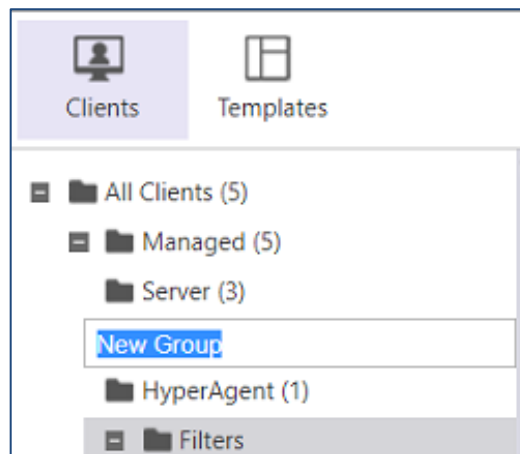 Clients Templates
All Clients (5)
Managed (5)
Server (3)
New Group
HyperAgent (1)
Filters